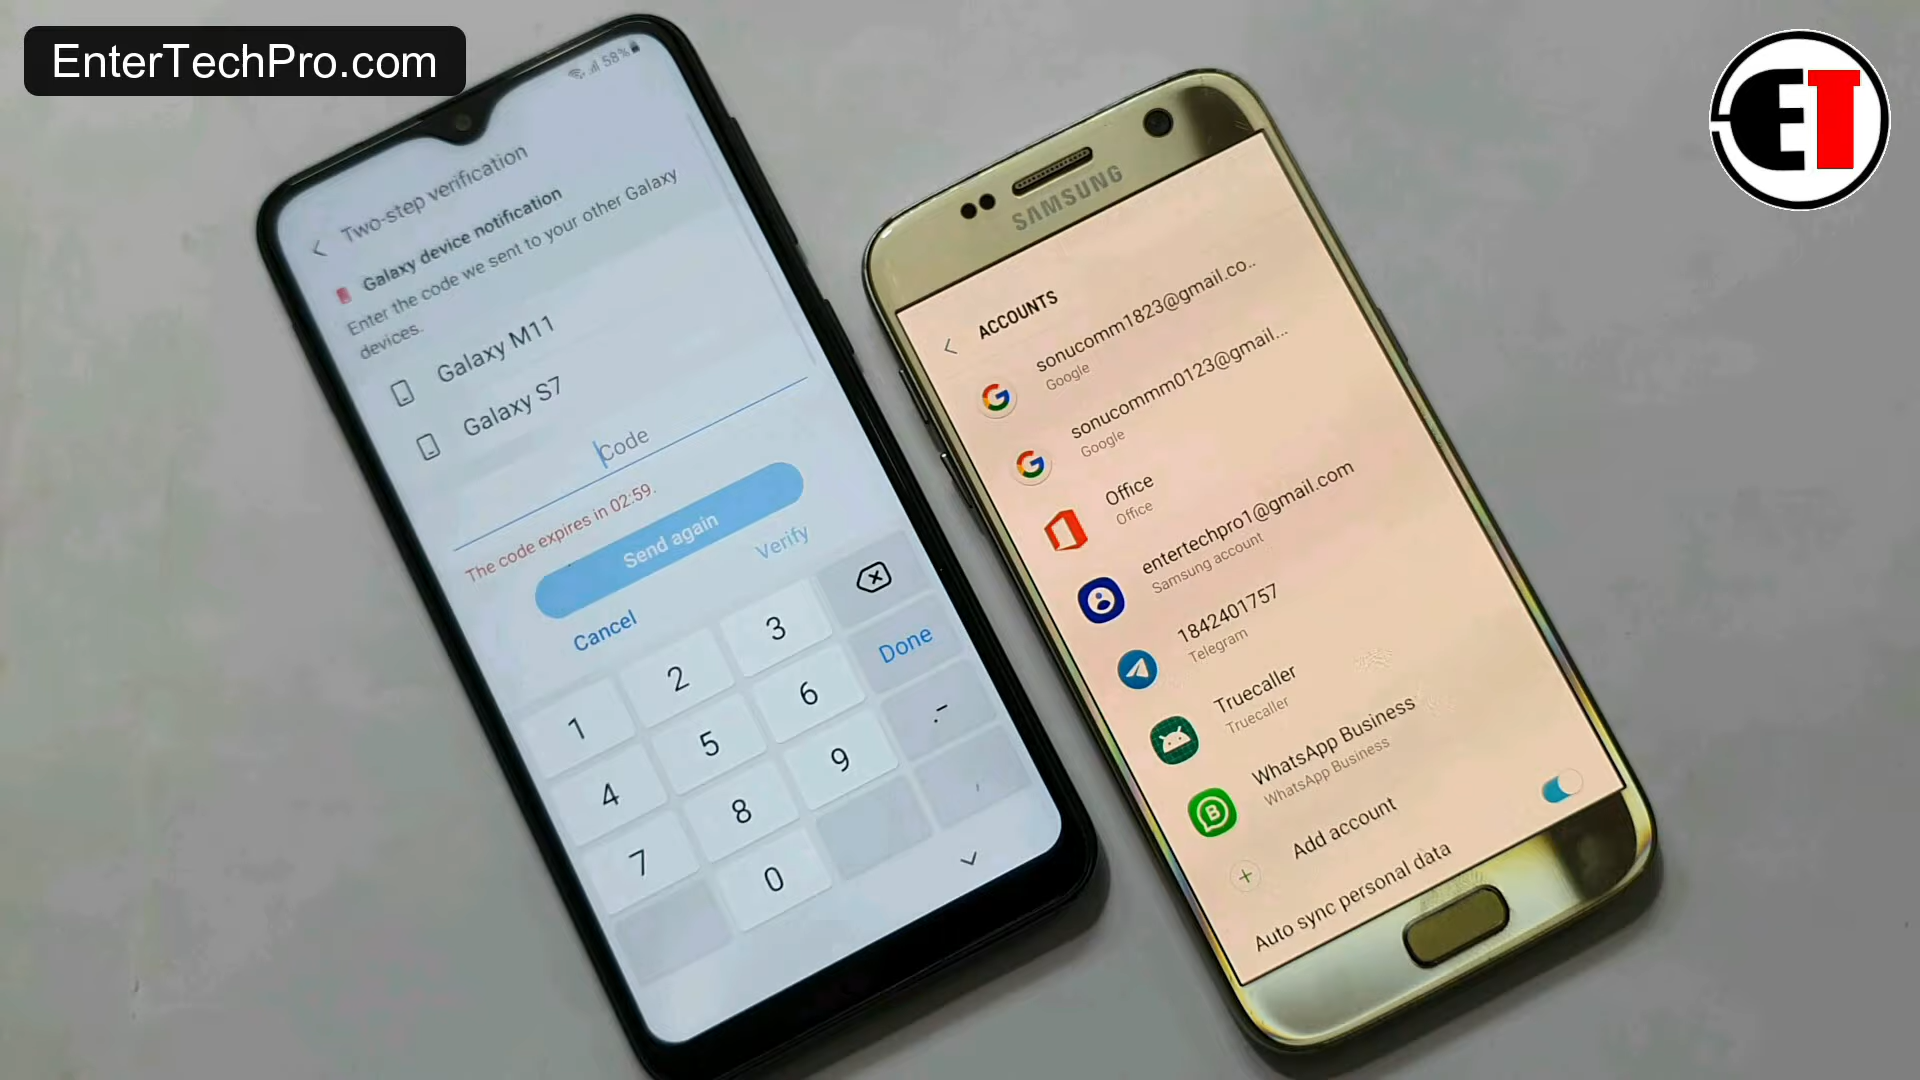 EnterTechPro.com
ET
58%
Two-step verification
Galaxy device notification
Enter the code we sent to your other Galaxy
devices.
Galaxy M11
Galaxy S7
Code
The code expires in 02:59.
Send again
Cancel
Verify
1
2
3
4
5
6
Done
7
8
9
.-
0
,
SAMSUNG
ACCOUNTS
sonucomm1823@gmail.co..
Google
sonucommm0123@gmail...
Google
Office
Office
entertechpro1@gmail.com
Samsung account
1842401757
Telegram
Truecaller
Truecaller
WhatsApp Business
WhatsApp Business
Add account
Auto sync personal data